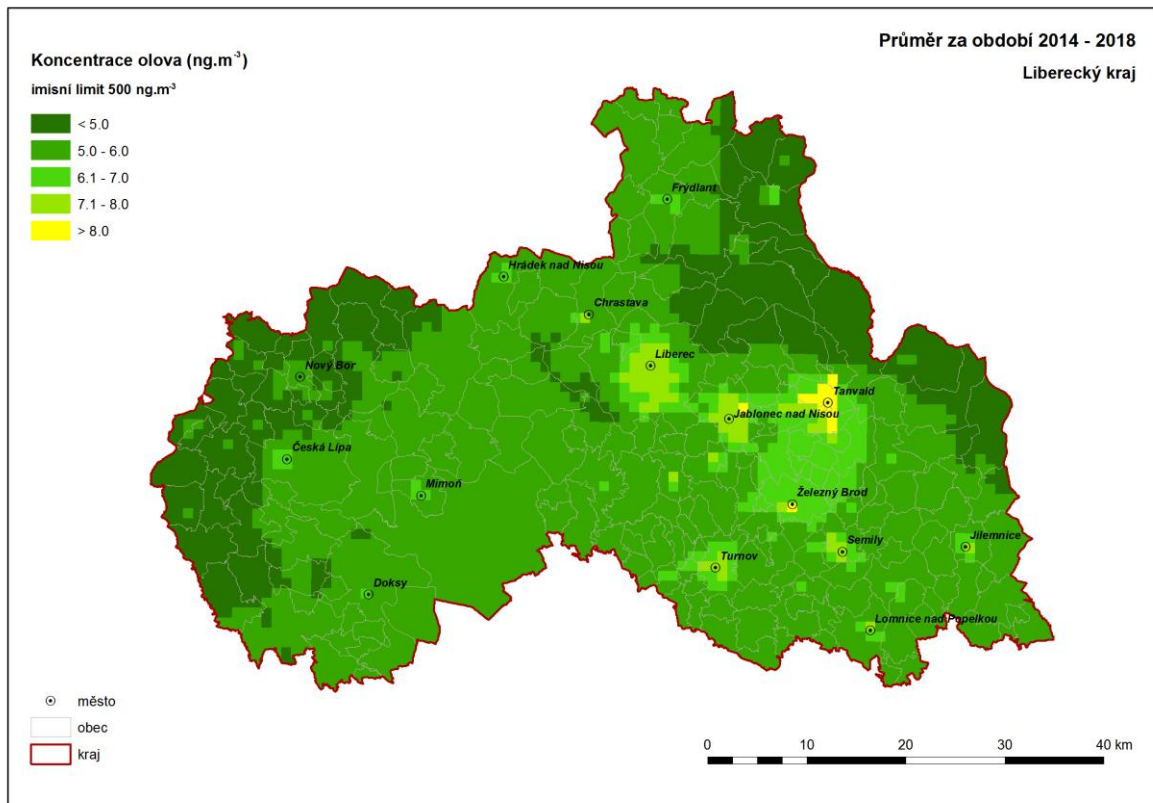 Průměr za období 2014 - 2018
Liberecký kraj
Koncentrace olova (ng.m⁻³)
imisní limit 500 ng.m⁻³
< 5.0
5.0 - 6.0
6.1 - 7.0
7.1 - 8.0
> 8.0
Frýdlant
Hrádek nad Nisou
Chrastava
Liberec
Nový Bor
Tanvald
Jablonec nad Nisou
Česká Lípa
Mimoň
Železný Brod
Semily
Jilemnice
Turnov
Doksy
Lomnice nad Popelkou
město
obec
kraj
0 10 20 30 40 km